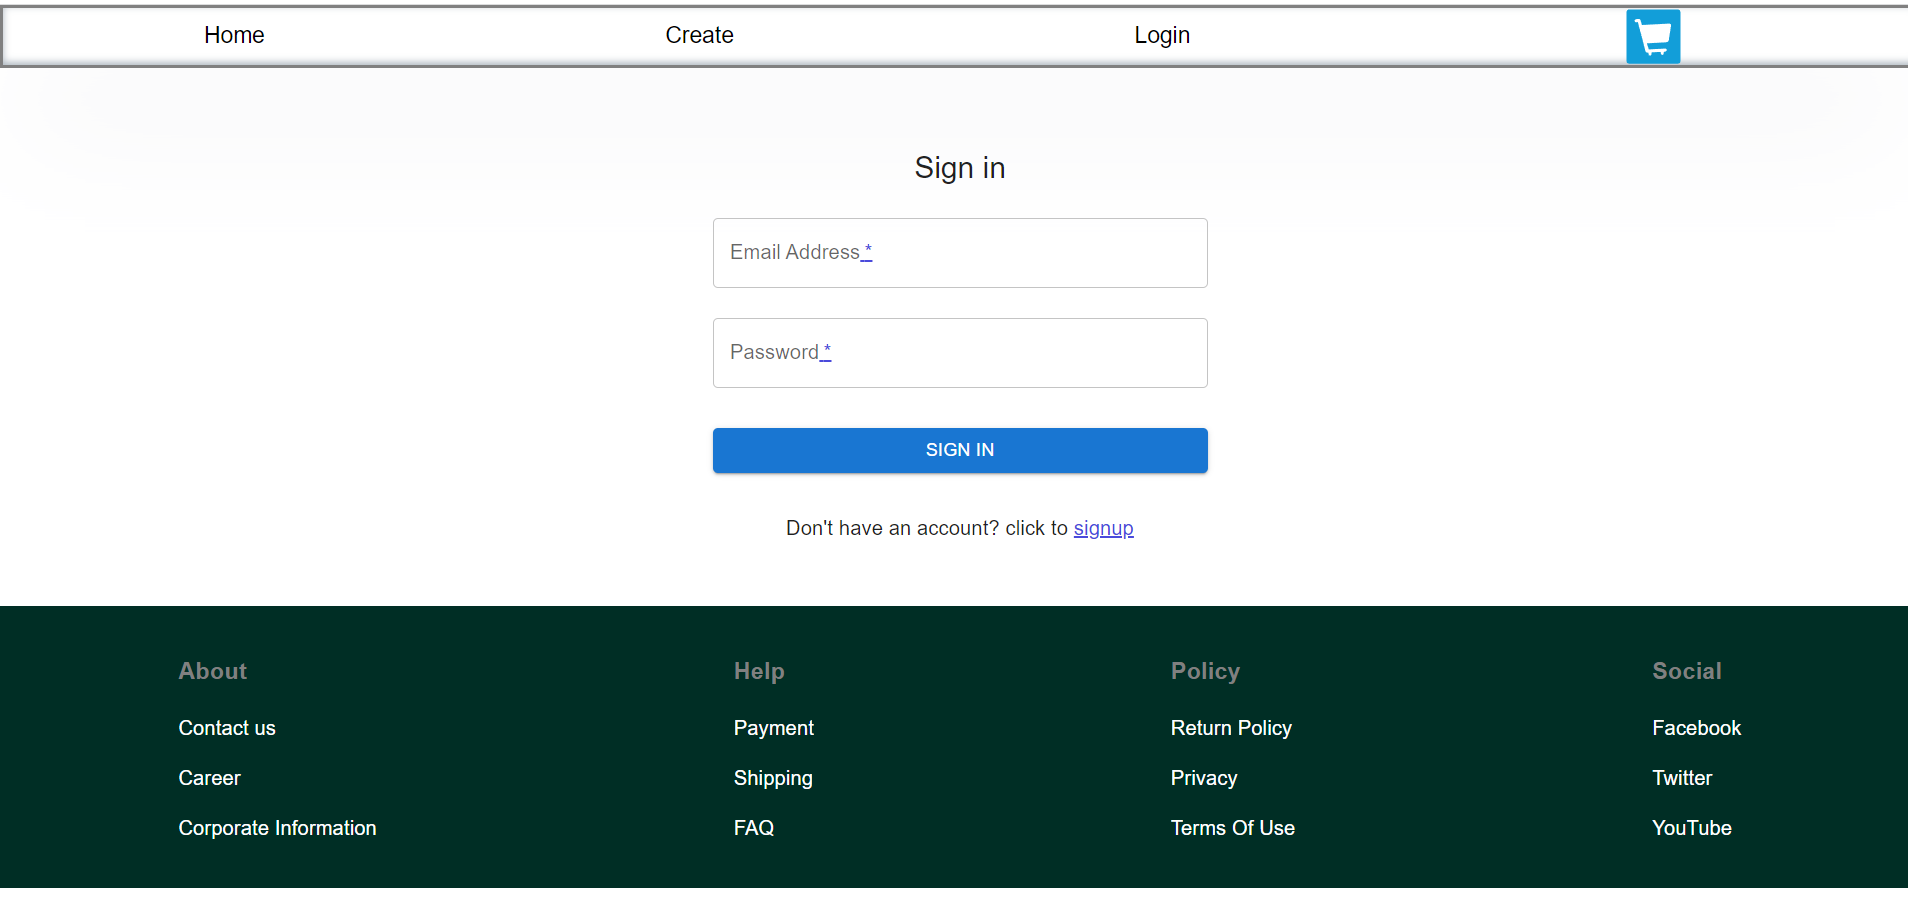 Home Create Login
Sign in
Email Address *
Password *
SIGN IN
Don't have an account? click to signup
About Help Policy Social
Contact us Payment Return Policy Facebook
Career Shipping Privacy Twitter
Corporate Information FAQ Terms Of Use YouTube